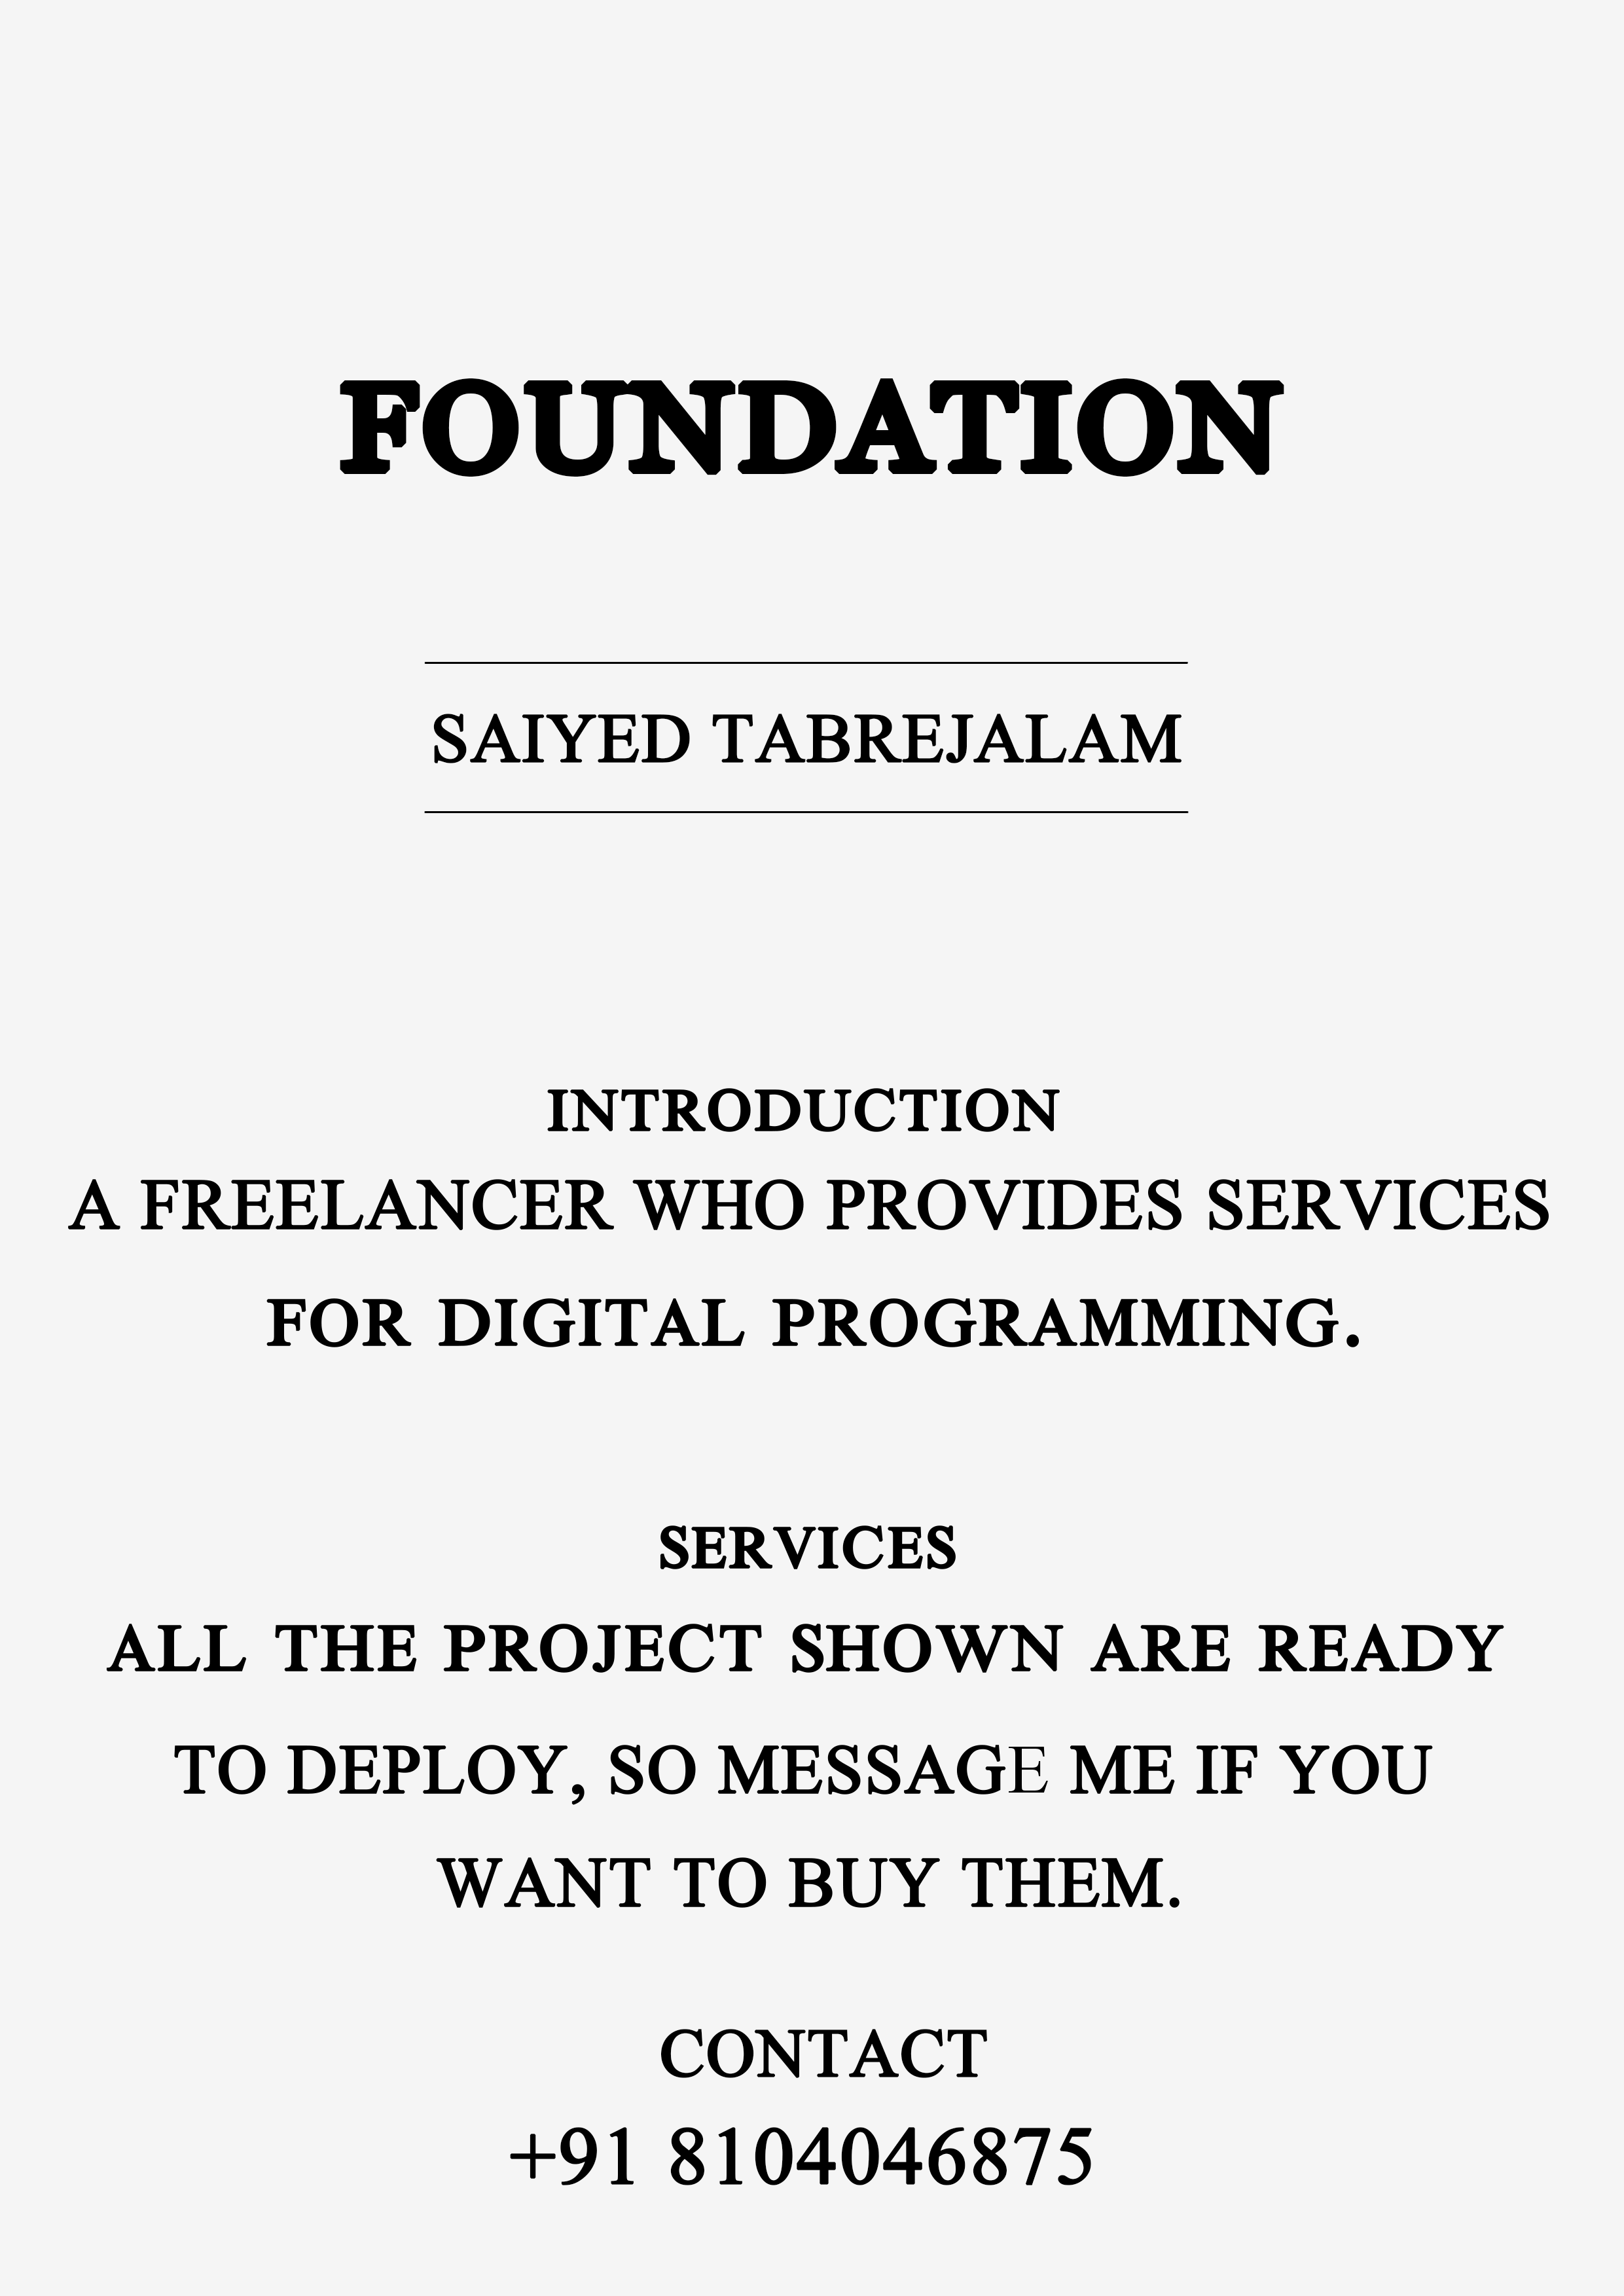 FOUNDATION
SAIYED TABREJALAM
INTRODUCTION
A FREELANCER WHO PROVIDES SERVICES
FOR DIGITAL PROGRAMMING.
SERVICES
ALL THE PROJECT SHOWN ARE READY
TO DEPLOY, SO MESSAGE ME IF YOU
WANT TO BUY THEM.
CONTACT
+91 8104046875